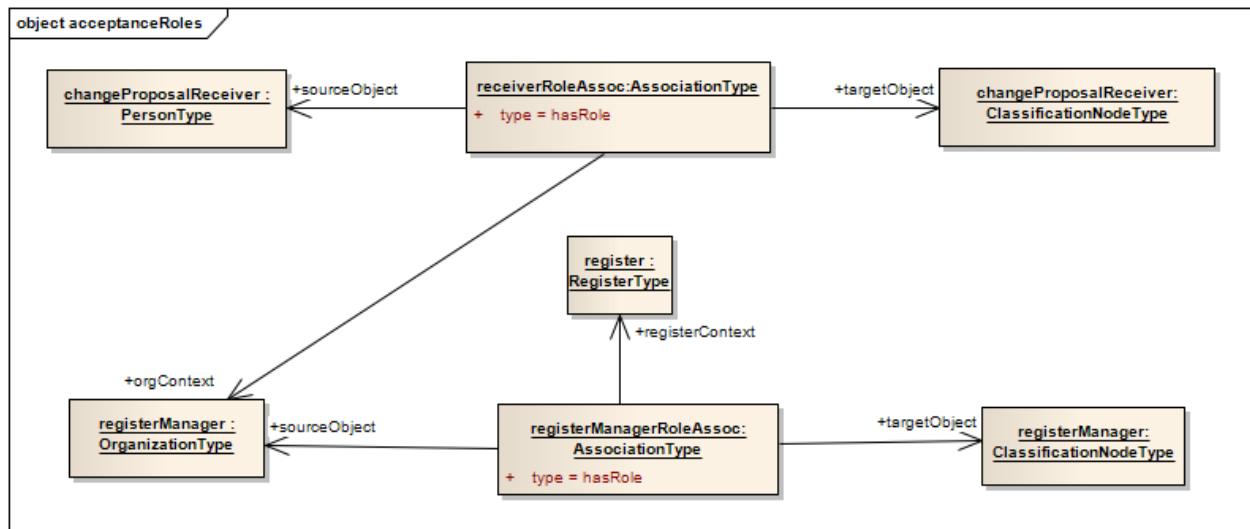 object acceptanceRoles
changeProposalReceiver :
PersonType
+sourceObject
receiverRoleAssoc:AssociationType
+ type = hasRole
+targetObject
changeProposalReceiver:
ClassificationNodeType
register :
RegisterType
+registerContext
+orgContext
registerManager :
OrganizationType
+sourceObject
registerManagerRoleAssoc:
AssociationType
+ type = hasRole
+targetObject
registerManager:
ClassificationNodeType